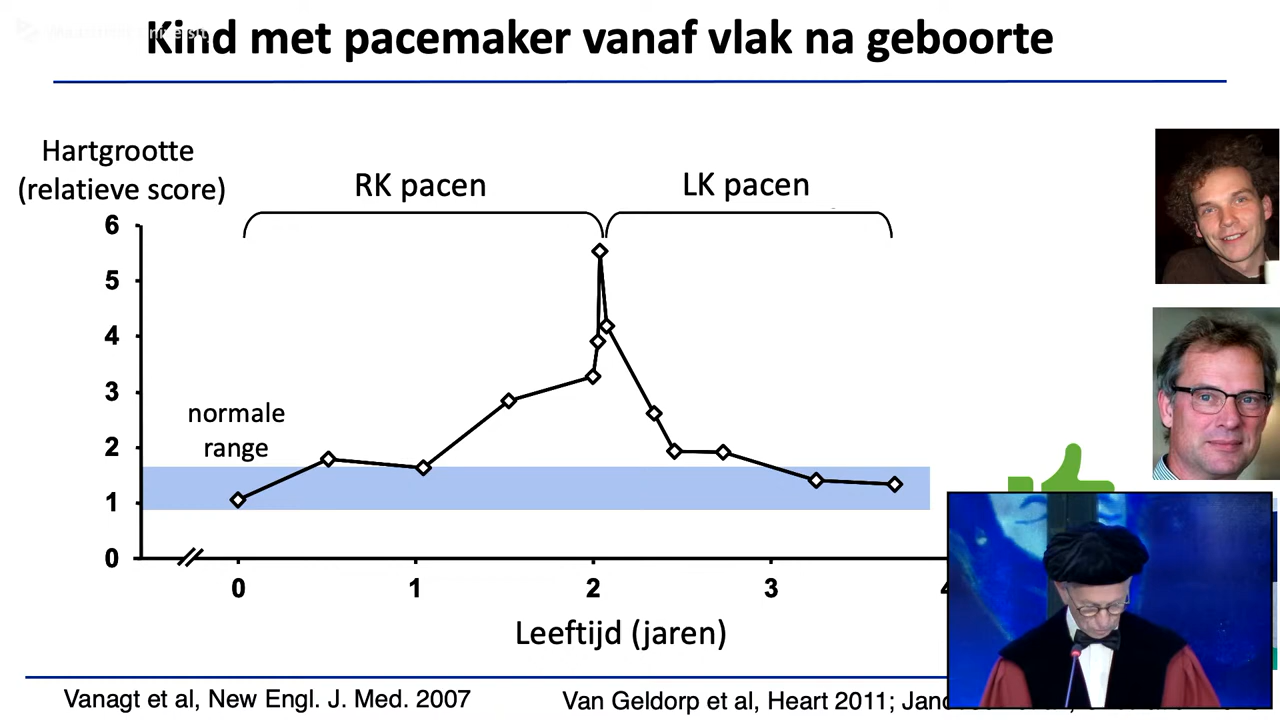 Kind met pacemaker vanaf vlak na geboorte
Hartgrootte
(relatieve score)
RK pacen
LK pacen
6
5
4
3
2
1
0
normale
range
0
1
2
3
Leeftijd (jaren)
Vanagt et al, New Engl. J. Med. 2007
Van Geldorp et al, Heart 2011;